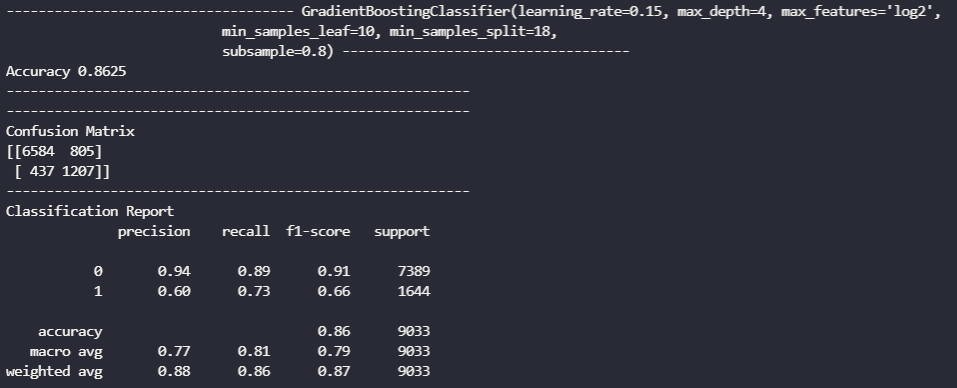 ------------------------------------ GradientBoostingClassifier(learning_rate=0.15, max_depth=4, max_features='log2',
                           min_samples_leaf=10, min_samples_split=18,
                           subsample=0.8) ------------------------------------
Accuracy 0.8625
----------------------------------------------------------
----------------------------------------------------------
Confusion Matrix
[[6584  805]
 [ 437 1207]]
----------------------------------------------------------
Classification Report
              precision    recall  f1-score   support

           0       0.94      0.89      0.91      7389
           1       0.60      0.73      0.66      1644

    accuracy                           0.86      9033
   macro avg       0.77      0.81      0.79      9033
weighted avg       0.88      0.86      0.87      9033